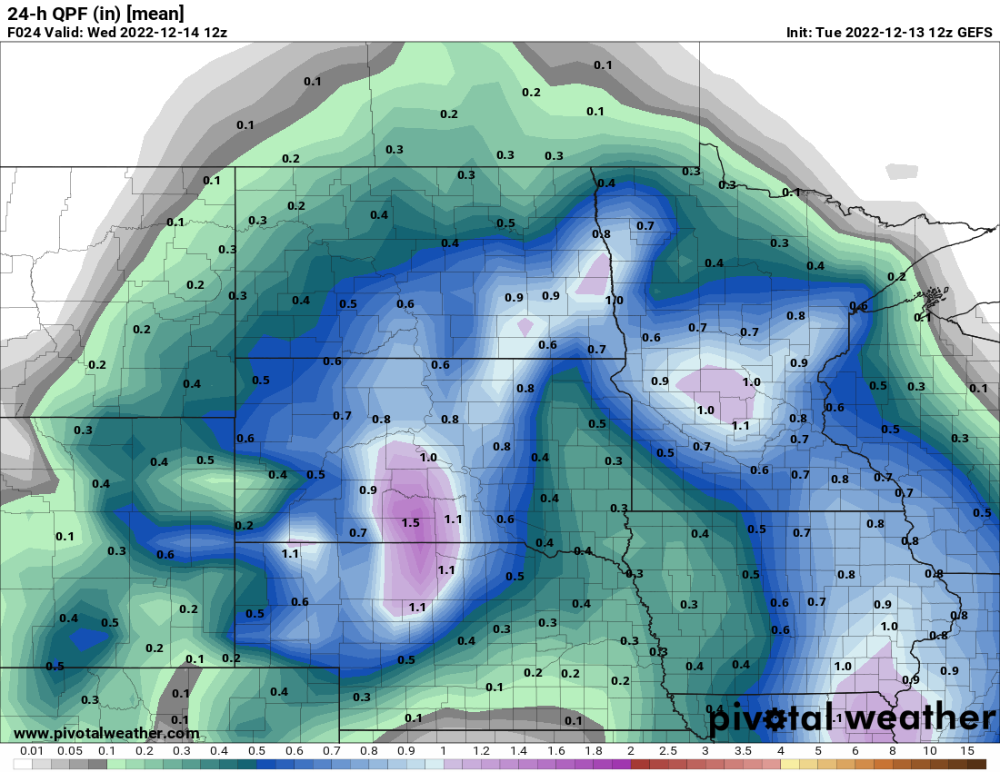 24-h QPF (in) [mean]
F024 Valid: Wed 2022-12-14 12z Init: Tue 2022-12-13 12z GEFS
0.1
0.1
0.2
0.1
0.2
0.3 0.3 0.3
0.2
0.1 0.3 0.4 0.3 0.3 0.1
0.2
0.1 0.3 0.4 0.5 0.7
0.8
0.3 0.4 0.3
0.4 0.4
0.2
0.2 0.3 0.4 0.5 0.6 0.9 0.9 1.0 0.6
0.1
0.2 0.7 0.7 0.8
0.6 0.7 0.6
0.2 0.6 0.6 0.9
0.4 0.5 0.8 0.9 1.0 0.5 0.3 0.1
0.7 0.8 0.8 0.5 1.0 1.1 0.8 0.6
0.3 0.6 0.8 0.7 0.7 0.5 0.3
0.4 0.5 1.0 0.4 0.3 0.5
0.4 0.5 0.6 0.7 0.8 0.7
0.4 0.9 0.4 0.7
0.3 0.5
0.2 1.5 1.1 0.6 0.8
0.1 0.7 0.4 0.5 0.7
0.3 0.6 1.1 0.4 0.4 0.8
1.1 0.5 0.3 0.5 0.8 0.8
0.2 0.6 1.1 0.4 0.3 0.6 0.7 0.9
0.4 0.5 0.5 0.3 0.3 0.6 1.0 0.8
0.2 0.4 0.3 0.3 0.8
0.5 0.1 0.2 0.5 0.2 0.2 0.4 0.4 1.0 0.9
0.3 0.1 0.4 0.3 0.1 0.2 0.9
0.1 0.1 0.1 0.4 .1
www.pivotalweather.com pivotal weather
0.01 0.05 0.1 0.2 0.3 0.4 0.5 0.6 0.7 0.8 0.9 1 1.2 1.4 1.6 1.8 2 2.5 3 3.5 4 5 6 8 10 15